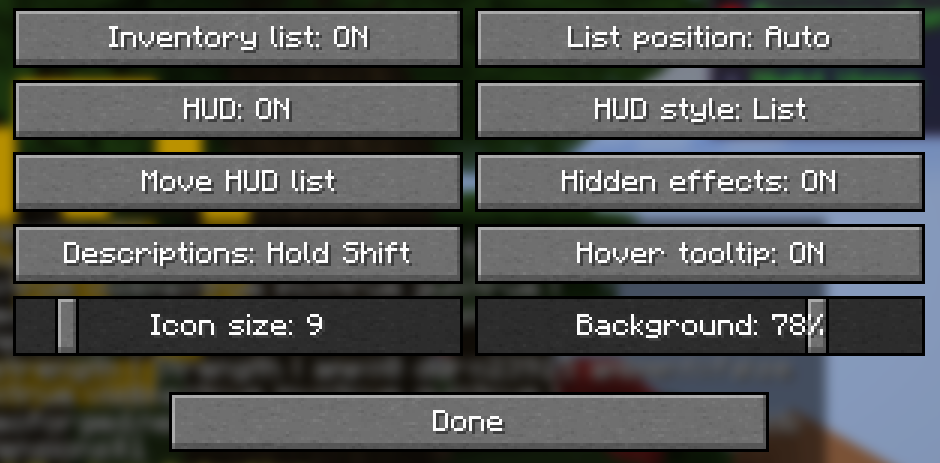 Inventory list: ON
List position: Auto
HUD: ON
HUD style: List
Move HUD list
Hidden effects: ON
Descriptions: Hold Shift
Hover tooltip: ON
Icon size: 9
Background: 78%
Done